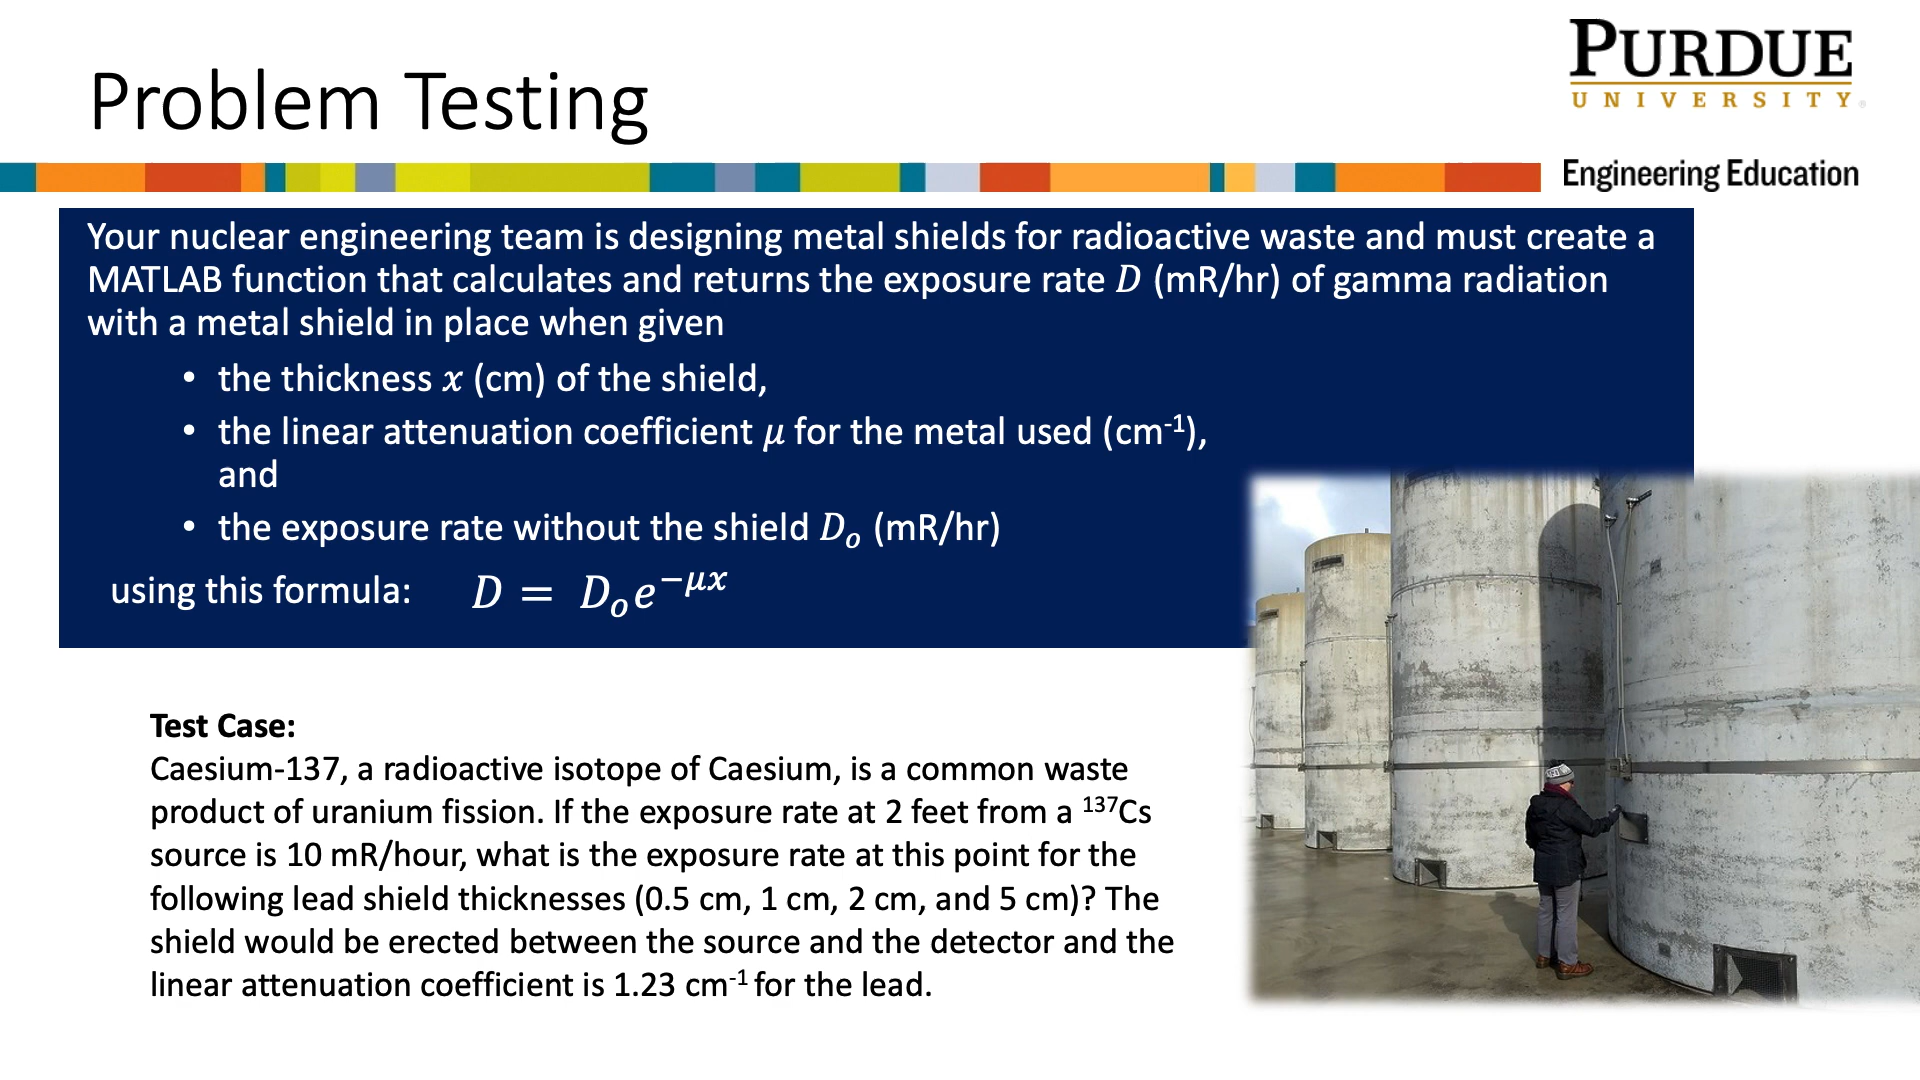 Problem Testing
PURDUE
UNIVERSITY®
Engineering Education
Your nuclear engineering team is designing metal shields for radioactive waste and must create a
MATLAB function that calculates and returns the exposure rate D (mR/hr) of gamma radiation
with a metal shield in place when given
• the thickness x (cm) of the shield,
• the linear attenuation coefficient μ for the metal used (cm⁻¹),
and
• the exposure rate without the shield Dₒ (mR/hr)
using this formula: D = Dₒe^−μx
Test Case:
Caesium-137, a radioactive isotope of Caesium, is a common waste
product of uranium fission. If the exposure rate at 2 feet from a ¹³⁷Cs
source is 10 mR/hour, what is the exposure rate at this point for the
following lead shield thicknesses (0.5 cm, 1 cm, 2 cm, and 5 cm)? The
shield would be erected between the source and the detector and the
linear attenuation coefficient is 1.23 cm⁻¹ for the lead.